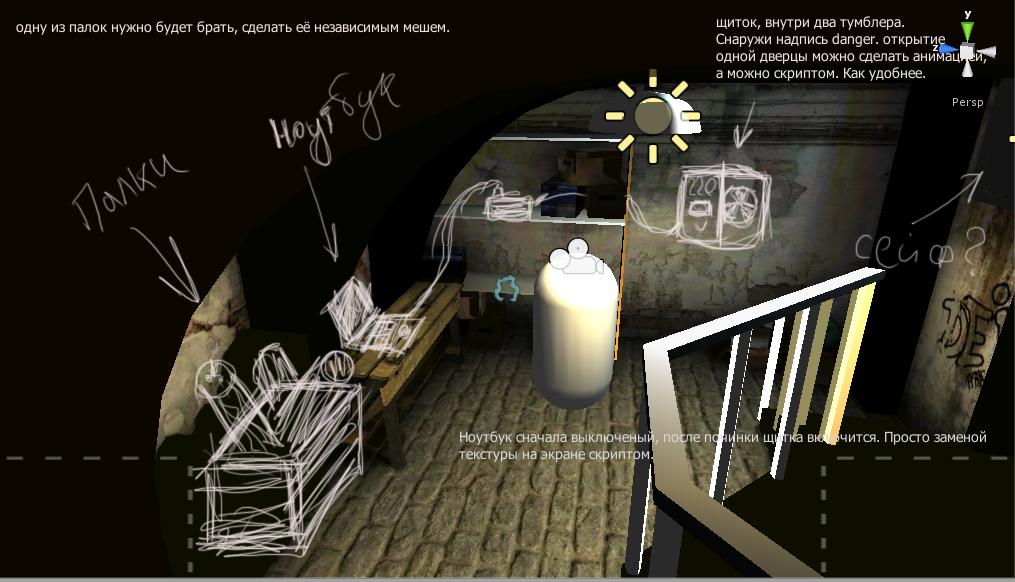 одну из палок нужно будет брать, сделать её независимым мешем.
щиток, внутри два тумблера.
Снаружи надпись danger. открытие
одной дверцы можно сделать анимацией,
а можно скриптом. Как удобнее.
y
z
Persp
Ноутбук
Палки
220
сейф?
Ноутбук сначала выключеный, после починки щитка включится. Просто заменой
текстуры на экране скриптом.